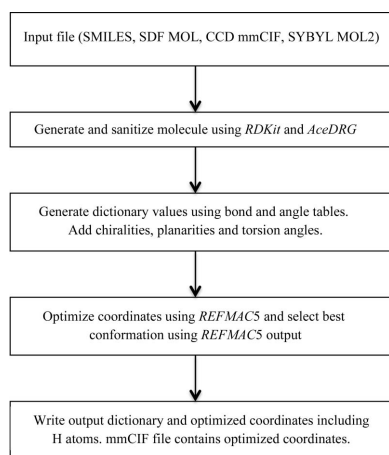 Input file (SMILES, SDF MOL, CCD mmCIF, SYBYL MOL2)
Generate and sanitize molecule using RDKit and AceDRG
Generate dictionary values using bond and angle tables.
Add chiralities, planarities and torsion angles.
Optimize coordinates using REFMAC5 and select best
conformation using REFMAC5 output
Write output dictionary and optimized coordinates including
H atoms. mmCIF file contains optimized coordinates.